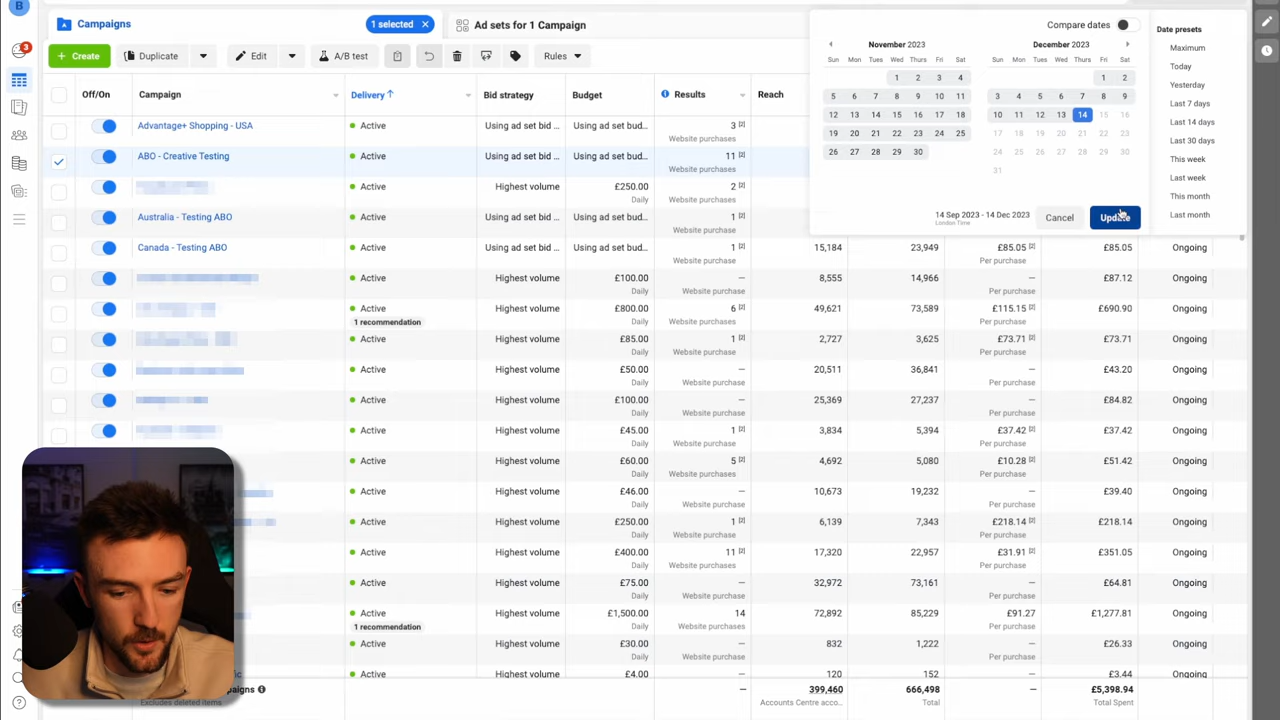 B
Campaigns
1 selected ×
Ad sets for 1 Campaign
+ Create
Duplicate
Edit
A/B test
Rules
3
Off/On
Campaign
Delivery ↑
Bid strategy
Budget
Results
Reach
Advantage+ Shopping - USA
Active
Using ad set bid ...
Using ad set bud...
3 [2]
Website purchases
ABO - Creative Testing
Active
Using ad set bid ...
Using ad set bud...
11 [2]
Website purchases
Active
Highest volume
£250.00
Daily
2 [2]
Website purchases
Australia - Testing ABO
Active
Using ad set bid ...
Using ad set bud...
1 [2]
Website purchase
Canada - Testing ABO
Active
Using ad set bid ...
Using ad set bud...
1 [2]
Website purchase
15,184
23,949
£85.05 [2]
Per purchase
£85.05
Ongoing
Active
Highest volume
£100.00
Daily
—
Website purchase
8,555
14,966
—
Per purchase
£87.12
Ongoing
Active
1 recommendation
Highest volume
£800.00
Daily
6 [2]
Website purchases
49,621
73,589
£115.15 [2]
Per purchase
£690.90
Ongoing
Active
Highest volume
£85.00
Daily
1 [2]
Website purchase
2,727
3,625
£73.71 [2]
Per purchase
£73.71
Ongoing
Active
Highest volume
£50.00
Daily
—
Website purchase
20,511
36,841
—
Per purchase
£43.20
Ongoing
Active
Highest volume
£100.00
Daily
—
Website purchase
25,369
27,237
—
Per purchase
£84.82
Ongoing
Active
Highest volume
£45.00
Daily
1 [2]
Website purchase
3,834
5,394
£37.42 [2]
Per purchase
£37.42
Ongoing
Active
Highest volume
£60.00
Daily
5 [2]
Website purchases
4,692
5,080
£10.28 [2]
Per purchase
£51.42
Ongoing
Active
Highest volume
£46.00
Daily
—
Website purchase
10,673
19,232
—
Per purchase
£39.40
Ongoing
Active
Highest volume
£250.00
Daily
1 [2]
Website purchase
6,139
7,343
£218.14 [2]
Per purchase
£218.14
Ongoing
Active
Highest volume
£400.00
Daily
11 [2]
Website purchases
17,320
22,957
£31.91 [2]
Per purchase
£351.05
Ongoing
Active
Highest volume
£75.00
Daily
—
Website purchase
32,972
73,161
—
Per purchase
£64.81
Ongoing
Active
1 recommendation
Highest volume
£1,500.00
Daily
14
Website purchases
72,892
85,229
£91.27
Per purchase
£1,277.81
Ongoing
Active
Highest volume
£30.00
Daily
—
Website purchase
832
1,222
—
Per purchase
£26.33
Ongoing
Active
Highest volume
£4.00
—
120
152
—
£3.44
Ongoing
Excludes deleted items
—
399,460
Accounts Centre acco...
666,498
Total
—
£5,398.94
Total Spent
Compare dates
November 2023
Sun Mon Tues Wed Thurs Fri Sat
1 2 3 4
5 6 7 8 9 10 11
12 13 14 15 16 17 18
19 20 21 22 23 24 25
26 27 28 29 30
December 2023
Sun Mon Tues Wed Thurs Fri Sat
1 2
3 4 5 6 7 8 9
10 11 12 13 14 15 16
17 18 19 20 21 22 23
24 25 26 27 28 29 30
31
14 Sep 2023 - 14 Dec 2023
London Time
Cancel
Date presets
Maximum
Today
Yesterday
Last 7 days
Last 14 days
Last 30 days
This week
Last week
This month
Last month